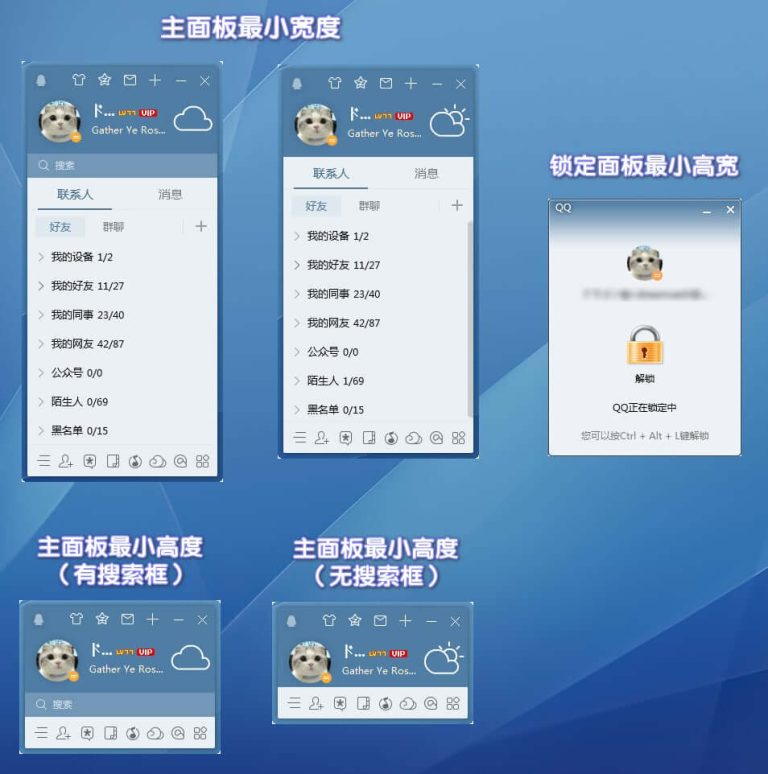 主面板最小宽度
ド... VIP
Gather Ye Ros...
搜索
联系人 消息
好友 群聊
我的设备 1/2
我的好友 11/27
我的同事 23/40
我的网友 42/87
公众号 0/0
陌生人 0/69
黑名单 0/15
ド... VIP
Gather Ye Ros...
联系人 消息
好友 群聊
我的设备 1/2
我的好友 11/27
我的同事 23/40
我的网友 42/87
公众号 0/0
陌生人 1/69
黑名单 0/15
锁定面板最小高宽
QQ
解锁
QQ正在锁定中
您可以按Ctrl + Alt + L键解锁
主面板最小高度
（有搜索框）
ド... VIP
Gather Ye Ros...
搜索
主面板最小高度
（无搜索框）
ド... VIP
Gather Ye Ros...